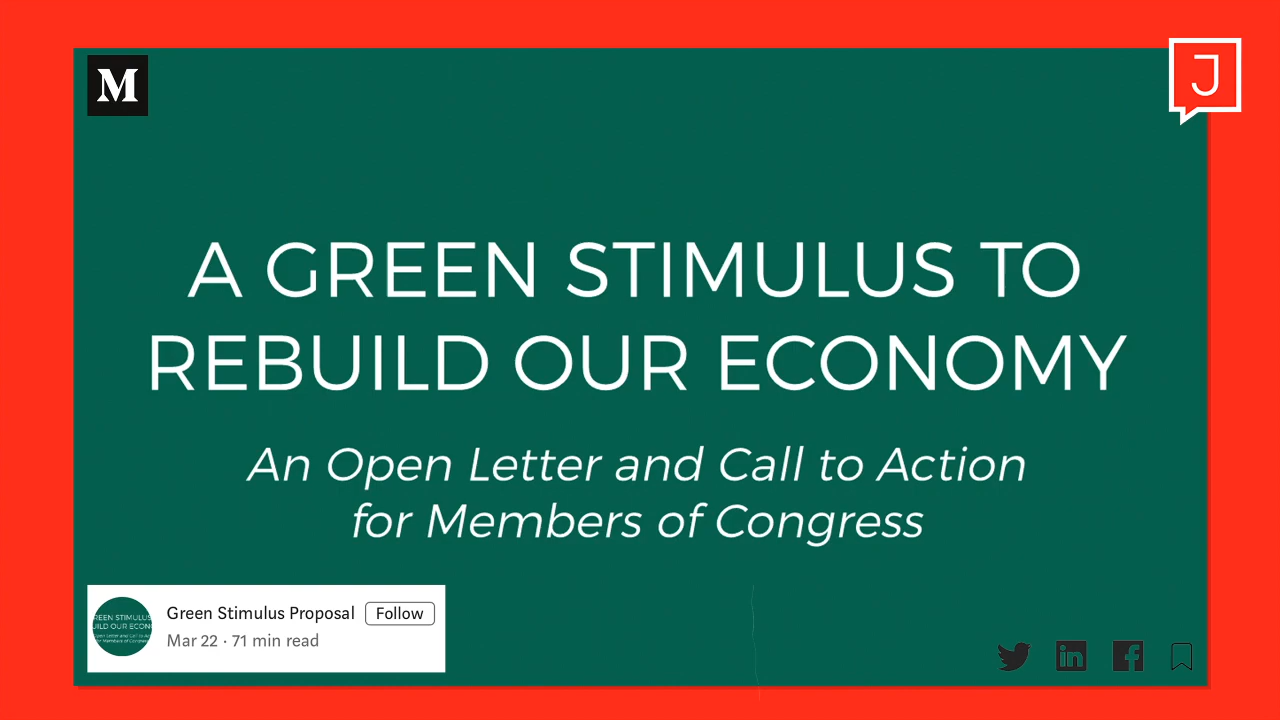 M
J
A GREEN STIMULUS TO
REBUILD OUR ECONOMY
An Open Letter and Call to Action
for Members of Congress
Green Stimulus Proposal
Follow
Mar 22 · 71 min read
in
f